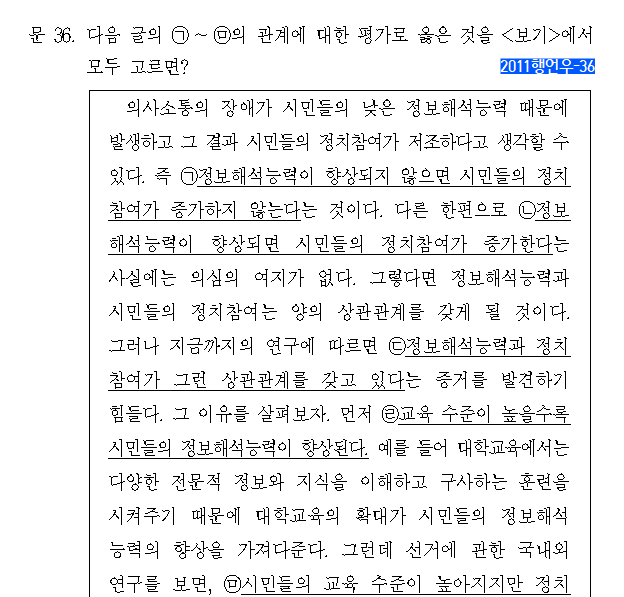 문 36. 다음 글의 ㉠~㉤의 관계에 대한 평가로 옳은 것을 <보기>에서
모두 고르면?
2011행언우-36
의사소통의 장애가 시민들의 낮은 정보해석능력 때문에
발생하고 그 결과 시민들의 정치참여가 저조하다고 생각할 수
있다. 즉 ㉠정보해석능력이 향상되지 않으면 시민들의 정치
참여가 증가하지 않는다는 것이다. 다른 한편으로 ㉡정보
해석능력이 향상되면 시민들의 정치참여가 증가한다는
사실에는 의심의 여지가 없다. 그렇다면 정보해석능력과
시민들의 정치참여는 양의 상관관계를 갖게 될 것이다.
그러나 지금까지의 연구에 따르면 ㉢정보해석능력과 정치
참여가 그런 상관관계를 갖고 있다는 증거를 발견하기
힘들다. 그 이유를 살펴보자. 먼저 ㉣교육 수준이 높을수록
시민들의 정보해석능력이 향상된다. 예를 들어 대학교육에서는
다양한 전문적 정보와 지식을 이해하고 구사하는 훈련을
시켜주기 때문에 대학교육의 확대가 시민들의 정보해석
능력의 향상을 가져다준다. 그런데 선거에 관한 국내외
연구를 보면, ㉤시민들의 교육 수준이 높아지지만 정치